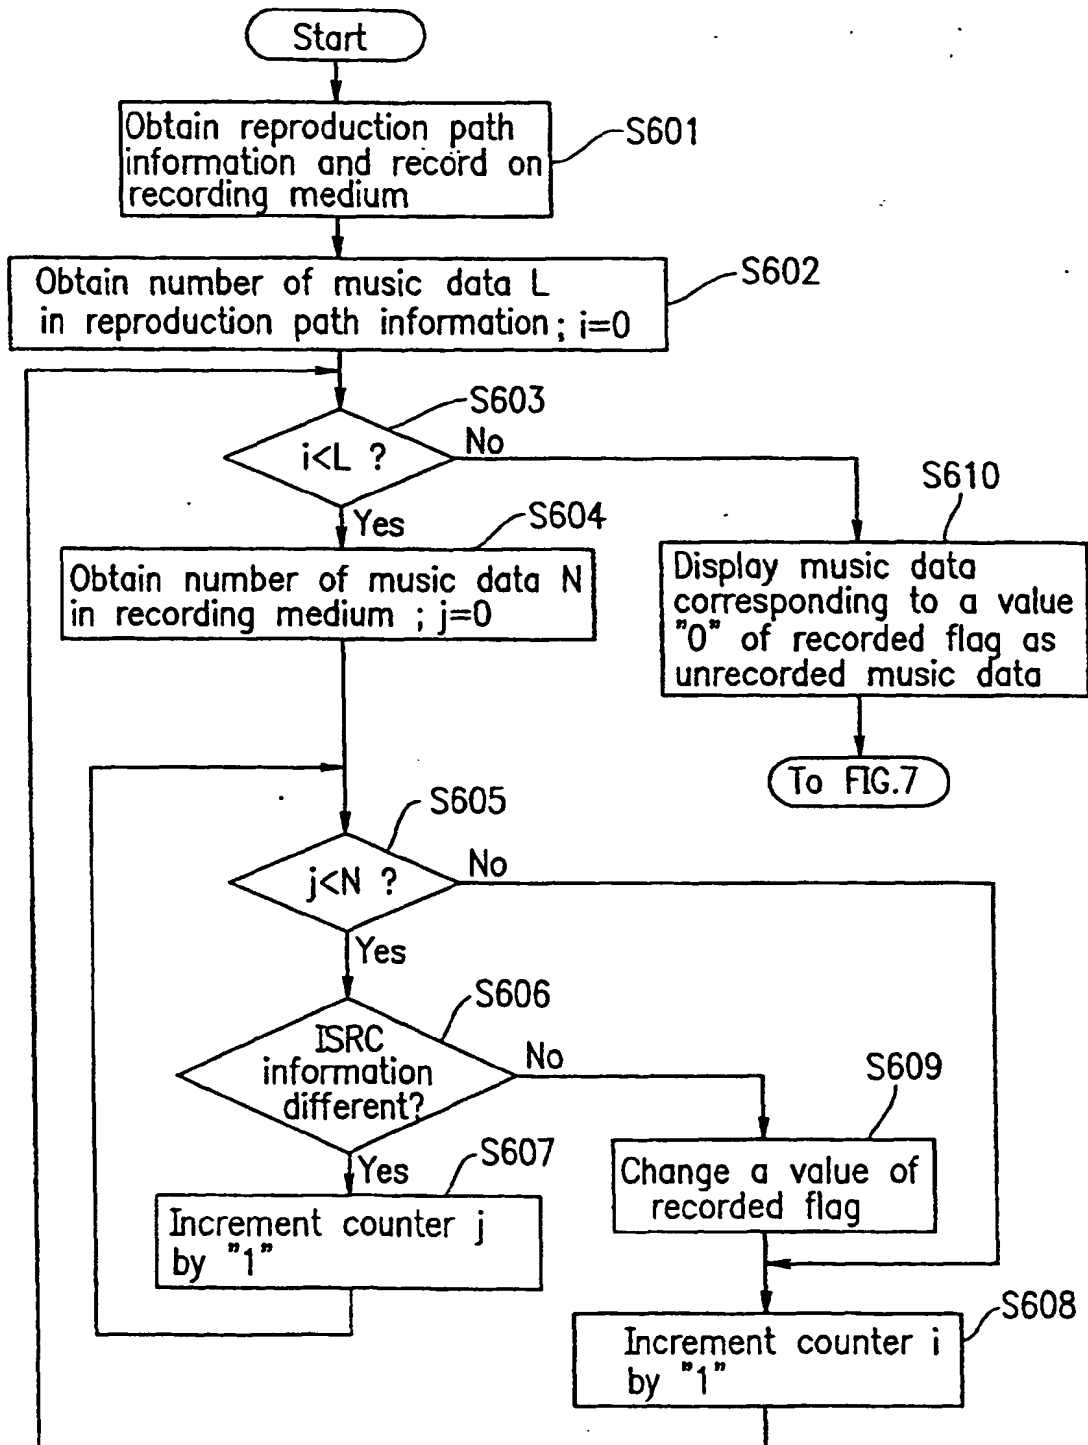 Start
Obtain reproduction path
information and record on
recording medium
S601
Obtain number of music data L
in reproduction path information; i=0
S602
S603
i<L ?
No
Yes
S604
Obtain number of music data N
in recording medium ; j=0
S610
Display music data
corresponding to a value
"0" of recorded flag as
unrecorded music data
To FIG.7
S605
j<N ?
No
Yes
S606
ISRC
information
different?
No
Yes
S607
Increment counter j
by "1"
S609
Change a value of
recorded flag
S608
Increment counter i
by "1"